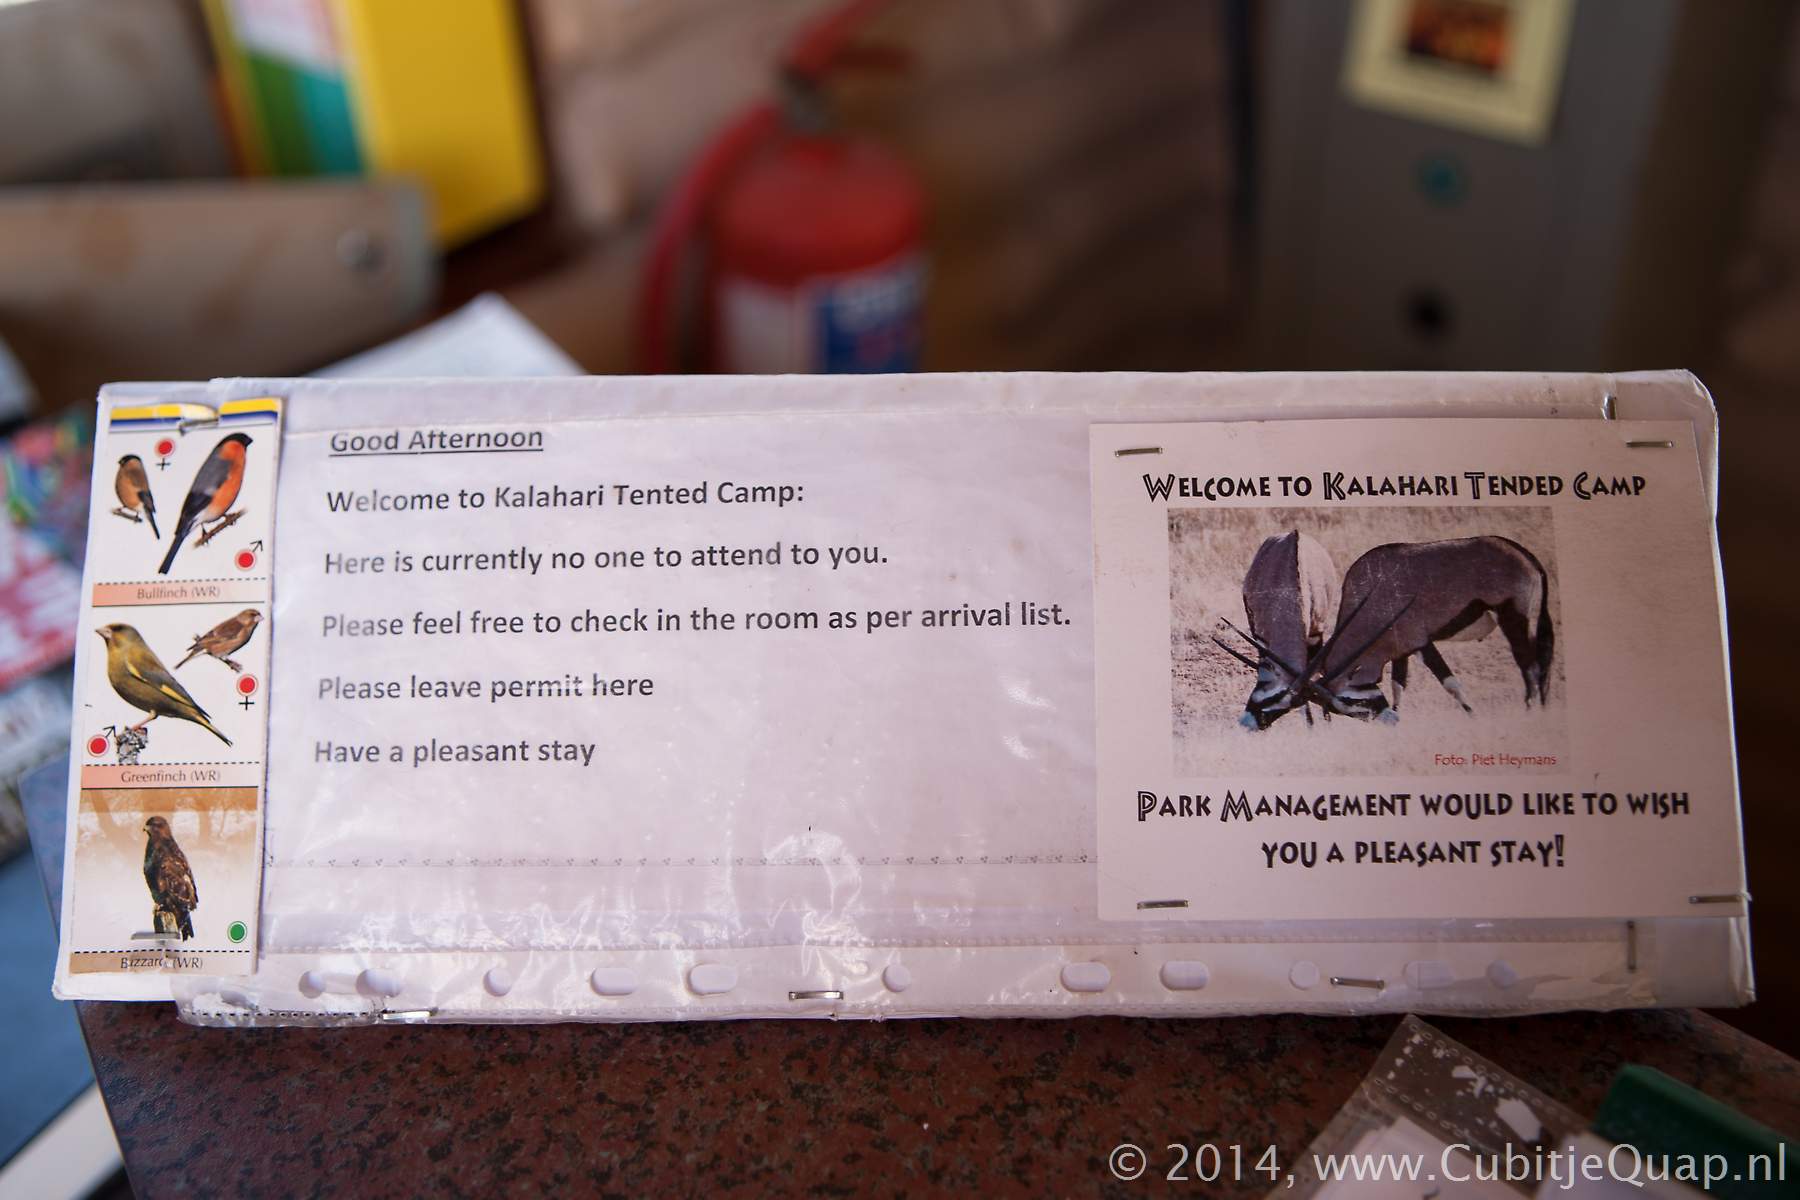 Good Afternoon
Welcome to Kalahari Tented Camp:
Here is currently no one to attend to you.
Please feel free to check in the room as per arrival list.
Please leave permit here
Have a pleasant stay
Bullfinch (WR)
Greenfinch (WR)
Buzzard (WR)
WELCOME TO KALAHARI TENDED CAMP
Foto: Piet Heymans
PARK MANAGEMENT WOULD LIKE TO WISH
YOU A PLEASANT STAY!
© 2014, www.CubitjeQuap.nl